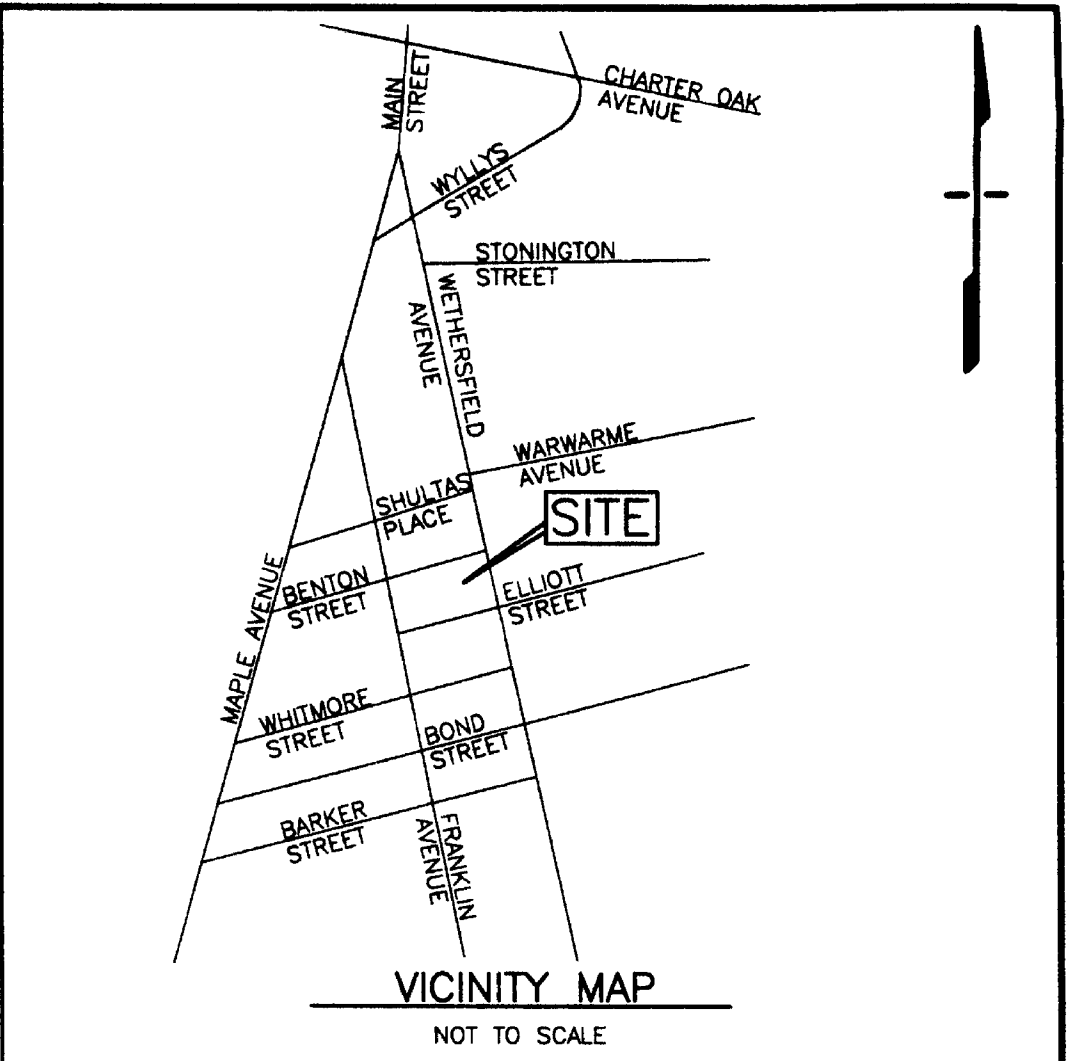 MAIN
STREET
CHARTER OAK
AVENUE
WYLLYS
STREET
STONINGTON
STREET
WETHERSFIELD
AVENUE
WARWARME
AVENUE
SHULTAS
PLACE
SITE
BENTON
STREET
ELLIOTT
STREET
MAPLE AVENUE
WHITMORE
STREET
BOND
STREET
BARKER
STREET
FRANKLIN
AVENUE
VICINITY MAP
NOT TO SCALE